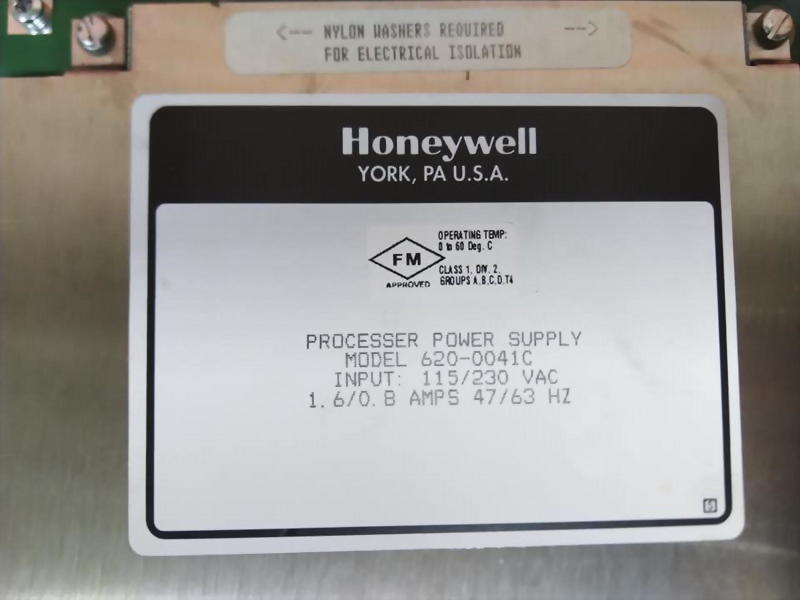 <-- NYLON WASHERS REQUIRED -->
FOR ELECTRICAL ISOLATION
Honeywell
YORK, PA U.S.A.
OPERATING TEMP:
0 to 60 Deg. C
FM
CLASS 1, DIV. 2,
GROUPS A,B,C,D,T4
APPROVED
PROCESSER POWER SUPPLY
MODEL 620-0041C
INPUT: 115/230 VAC
1.6/0.8 AMPS 47/63 HZ